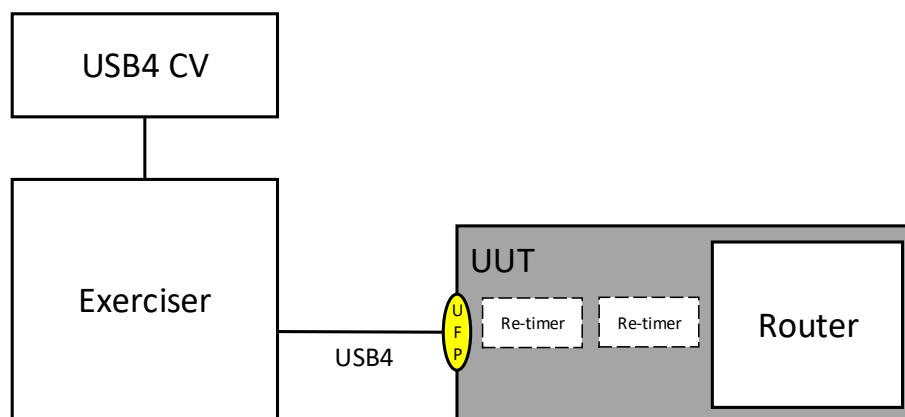 USB4 CV
Exerciser
USB4
UUT
U
F
P
Re-timer
Re-timer
Router